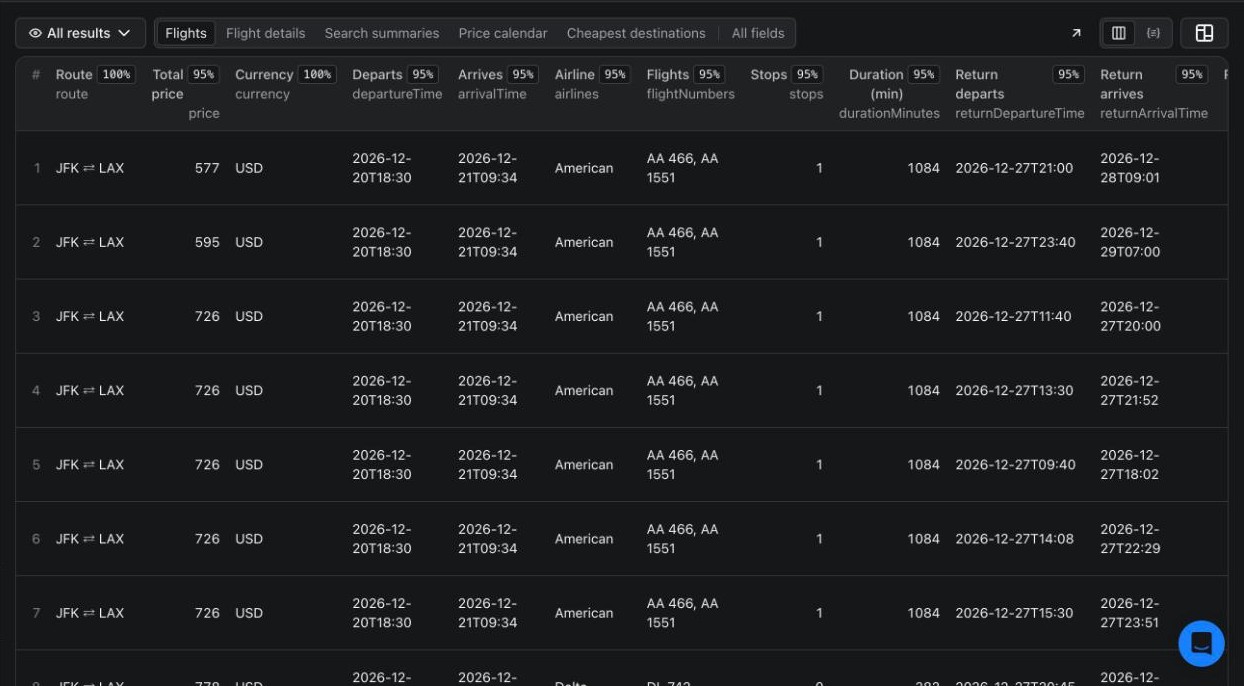 All results
Flights Flight details Search summaries Price calendar Cheapest destinations All fields
# Route 100% Total 95% Currency 100% Departs 95% Arrives 95% Airline 95% Flights 95% Stops 95% Duration 95% Return 95% Return 95%
route price currency departureTime arrivalTime airlines flightNumbers stops (min) departs arrives
price durationMinutes returnDepartureTime returnArrivalTime
2026-12- 2026-12- AA 466, AA 2026-12-
1 JFK ⇌ LAX 577 USD American 1 1084 2026-12-27T21:00
20T18:30 21T09:34 1551 28T09:01
2026-12- 2026-12- AA 466, AA 2026-12-
2 JFK ⇌ LAX 595 USD American 1 1084 2026-12-27T23:40
20T18:30 21T09:34 1551 29T07:00
2026-12- 2026-12- AA 466, AA 2026-12-
3 JFK ⇌ LAX 726 USD American 1 1084 2026-12-27T11:40
20T18:30 21T09:34 1551 27T20:00
2026-12- 2026-12- AA 466, AA 2026-12-
4 JFK ⇌ LAX 726 USD American 1 1084 2026-12-27T13:30
20T18:30 21T09:34 1551 27T21:52
2026-12- 2026-12- AA 466, AA 2026-12-
5 JFK ⇌ LAX 726 USD American 1 1084 2026-12-27T09:40
20T18:30 21T09:34 1551 27T18:02
2026-12- 2026-12- AA 466, AA 2026-12-
6 JFK ⇌ LAX 726 USD American 1 1084 2026-12-27T14:08
20T18:30 21T09:34 1551 27T22:29
2026-12- 2026-12- AA 466, AA 2026-12-
7 JFK ⇌ LAX 726 USD American 1 1084 2026-12-27T15:30
20T18:30 21T09:34 1551 27T23:51
2026-12- 2026-12- 2026-12-